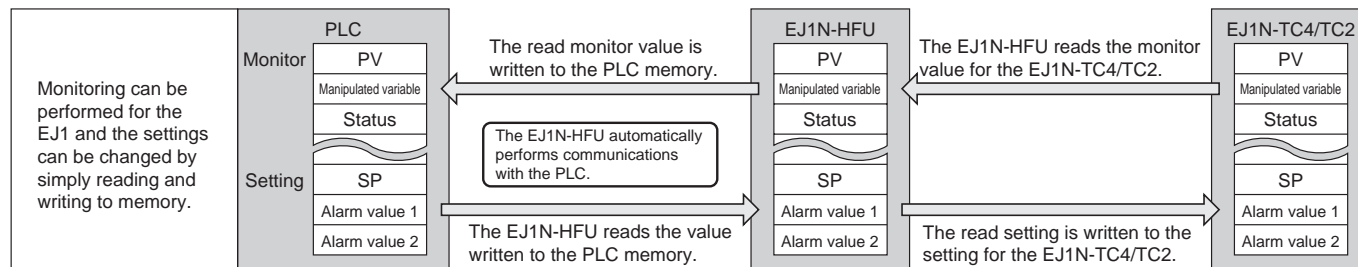 Monitoring can be
performed for the
EJ1 and the settings
can be changed by
simply reading and
writing to memory.
PLC
Monitor
PV
Manipulated variable
Status
Setting
SP
Alarm value 1
Alarm value 2
The read monitor value is
written to the PLC memory.
The EJ1N-HFU automatically
performs communications
with the PLC.
The EJ1N-HFU reads the value
written to the PLC memory.
EJ1N-HFU
PV
Manipulated variable
Status
SP
Alarm value 1
Alarm value 2
The EJ1N-HFU reads the monitor
value for the EJ1N-TC4/TC2.
The read setting is written to the
setting for the EJ1N-TC4/TC2.
EJ1N-TC4/TC2
PV
Manipulated variable
Status
SP
Alarm value 1
Alarm value 2